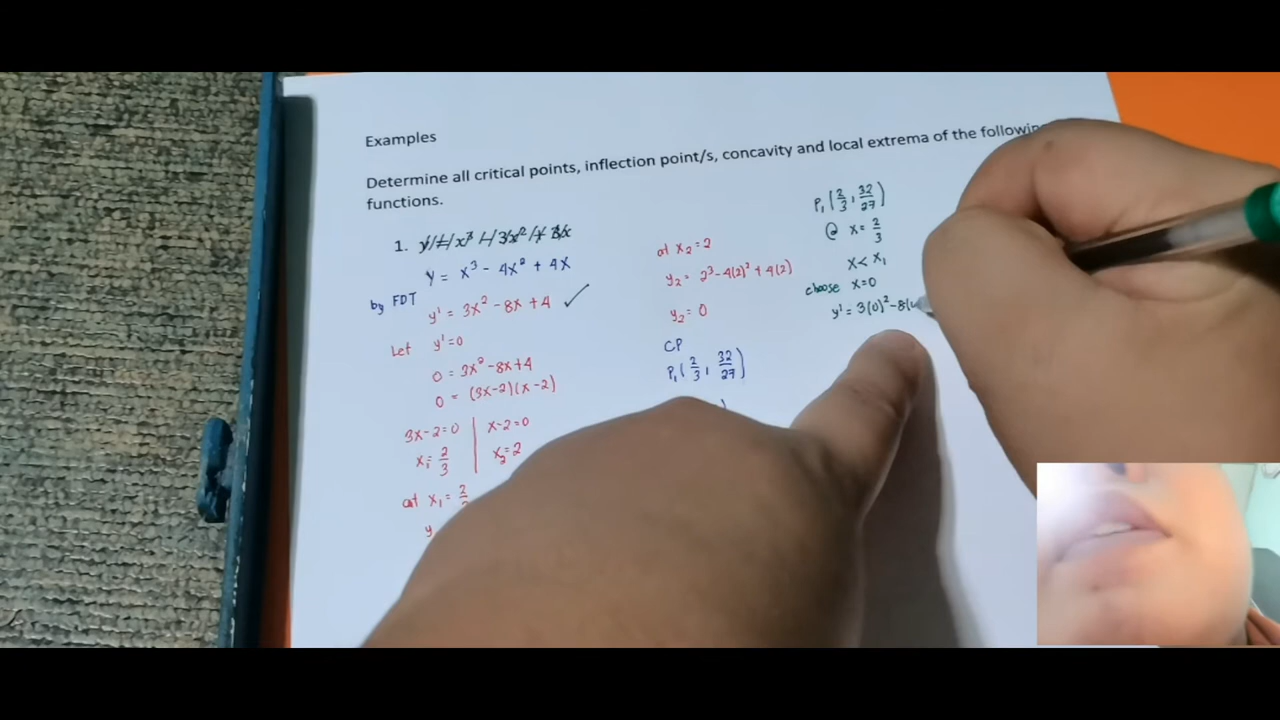 Examples
Determine all critical points, inflection point/s, concavity and local extrema of the following
functions.
1. y = x³ - 3x² + 3x
y = x³ - 4x² + 4x
by FDT
y' = 3x² - 8x + 4 ✓
Let y' = 0
0 = 3x² - 8x + 4
0 = (3x-2)(x-2)
3x-2=0 | x-2=0
x₁ = 2/3 | x₂=2
at x₁ = 2
y
at x₂ = 2
y₂ = 2³ - 4(2)² + 4(2)
y₂ = 0
CP
P₁ (2/3, 32/27)
P₁ (2/3, 32/27)
@ x = 2/3
x < x₁
choose x=0
y' = 3(0)² - 8(